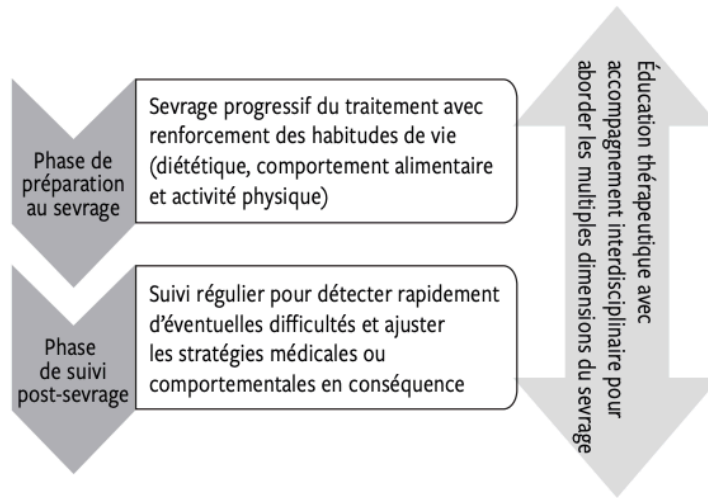 Phase de
préparation
au sevrage
Sevrage progressif du traitement avec
renforcement des habitudes de vie
(diététique, comportement alimentaire
et activité physique)
Phase
de suivi
post-sevrage
Suivi régulier pour détecter rapidement
d’éventuelles difficultés et ajuster
les stratégies médicales ou
comportementales en conséquence
Éducation thérapeutique avec
accompagnement interdisciplinaire pour
aborder les multiples dimensions du sevrage